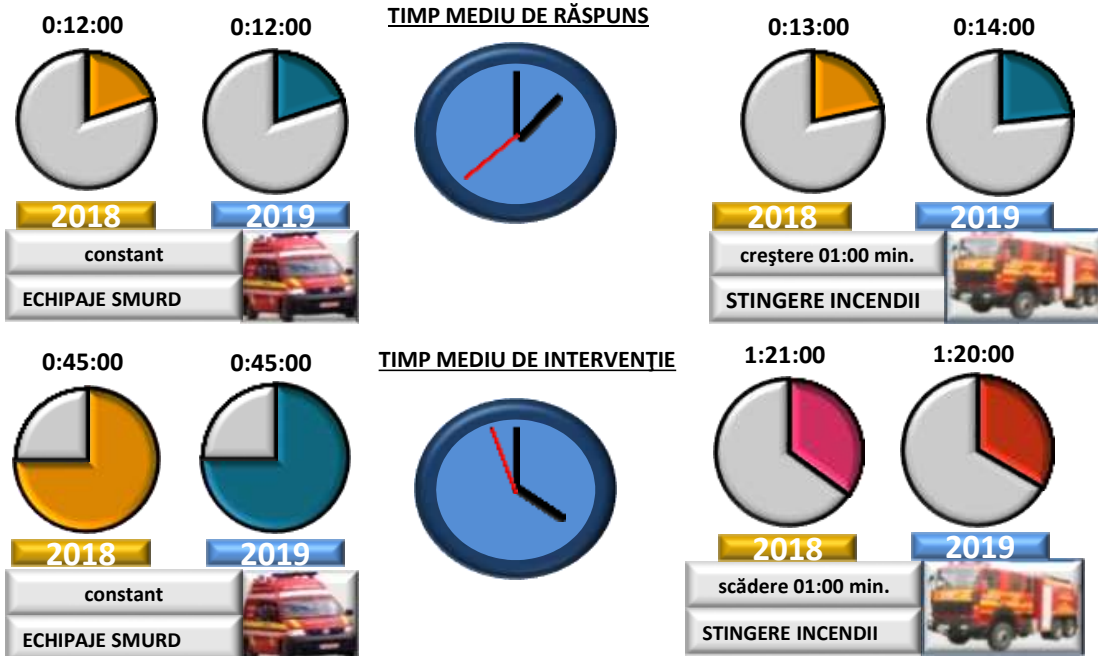 TIMP MEDIU DE RĂSPUNS
0:12:00
0:12:00
2018
2019
constant
ECHIPAJE SMURD
0:13:00
0:14:00
2018
2019
creştere 01:00 min.
STINGERE INCENDII
TIMP MEDIU DE INTERVENŢIE
0:45:00
0:45:00
2018
2019
constant
ECHIPAJE SMURD
1:21:00
1:20:00
2018
2019
scădere 01:00 min.
STINGERE INCENDII